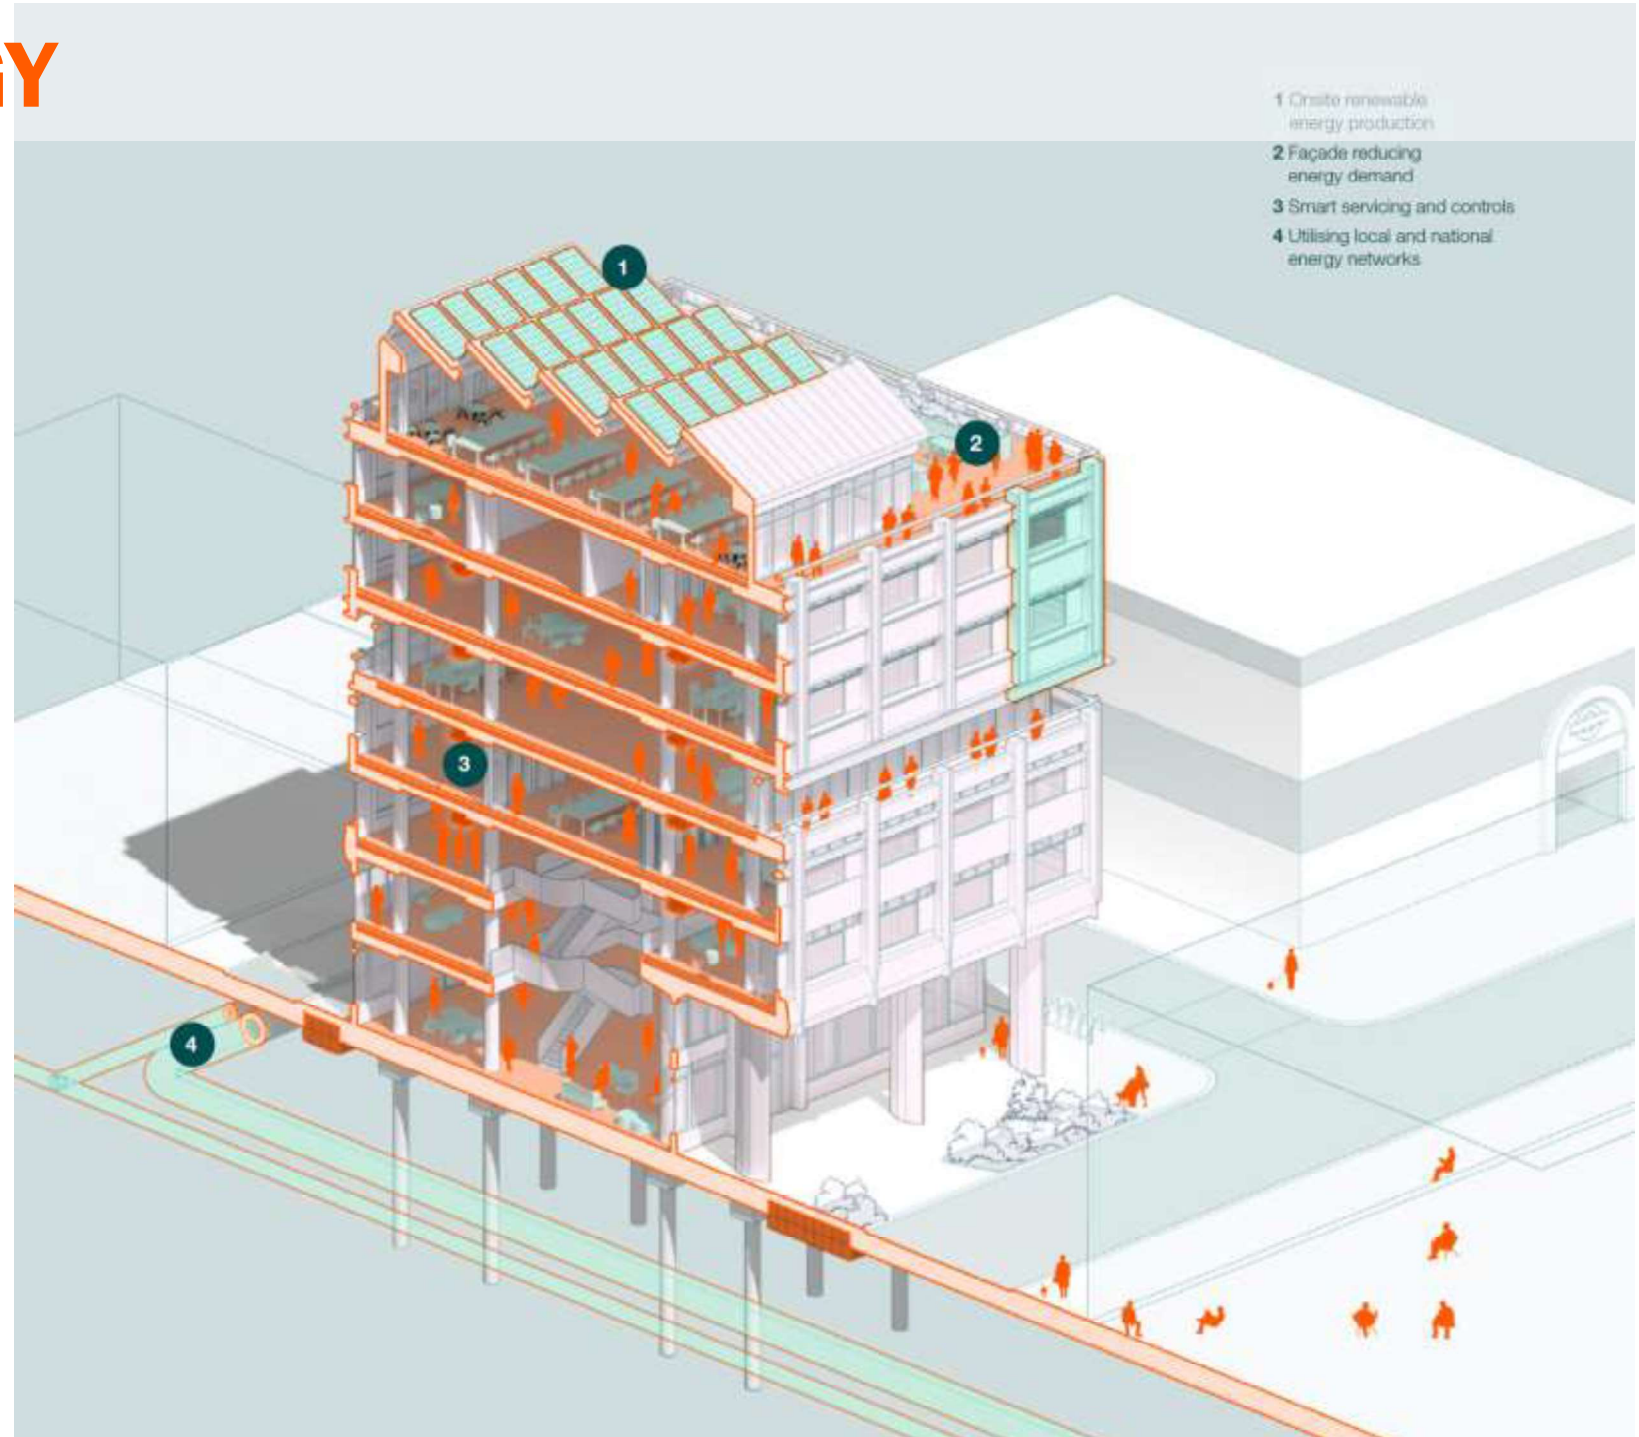 GY
1 Onsite renewable
energy production
2 Façade reducing
energy demand
3 Smart servicing and controls
4 Utilising local and national
energy networks
1
2
3
4